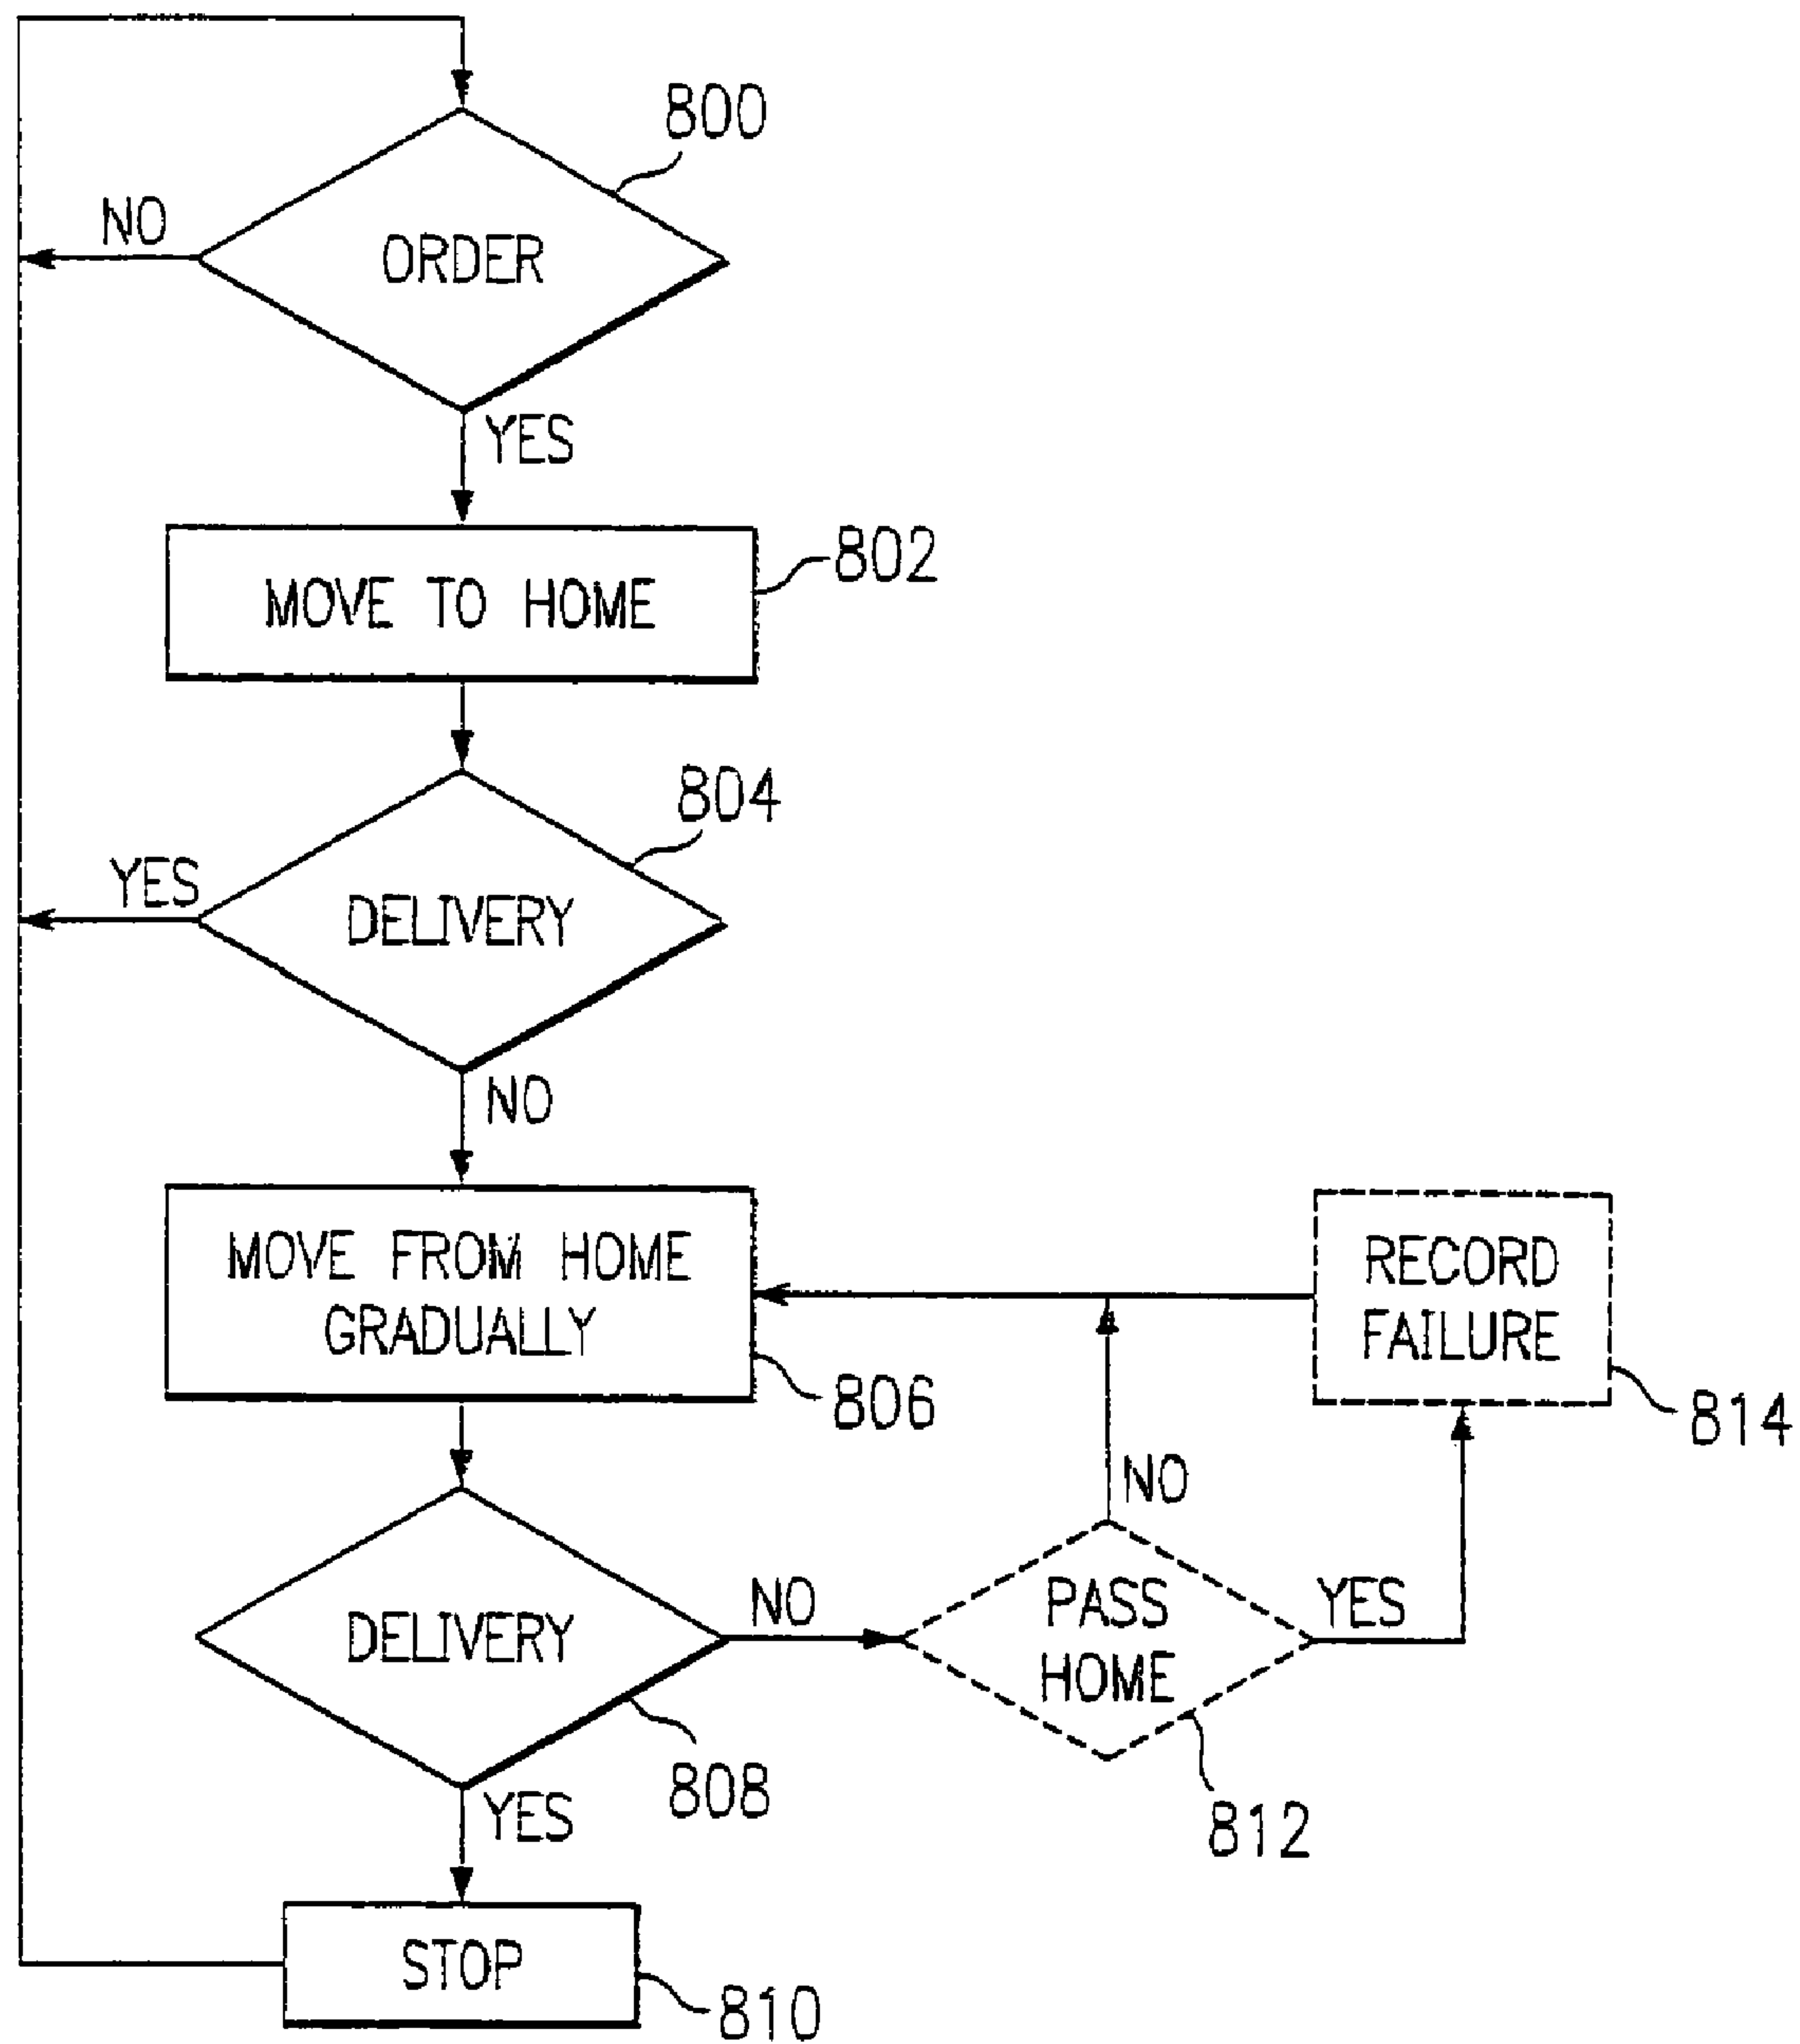 800
NO
ORDER
YES
802
MOVE TO HOME
804
YES
DELIVERY
NO
MOVE FROM HOME
GRADUALLY
806
RECORD
FAILURE
814
NO
DELIVERY
NO
PASS
HOME
YES
808
812
YES
STOP
810